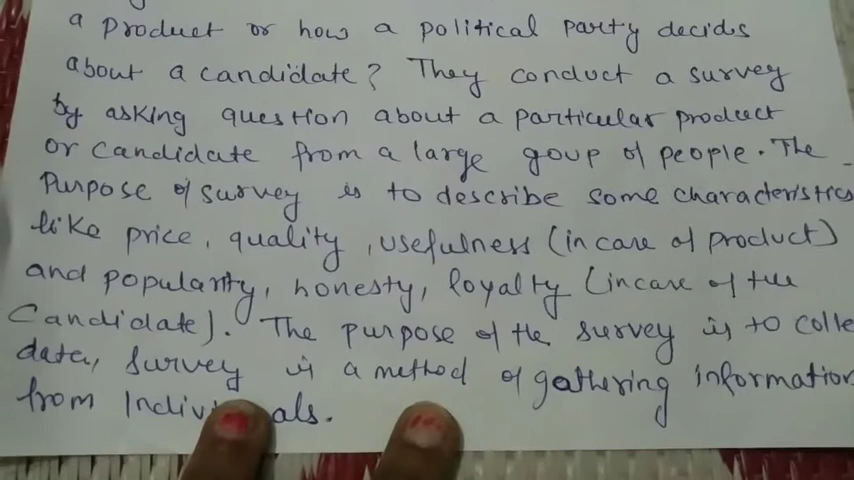 a product or how a political party decids
about a candidate? They conduct a survey
by asking question about a particular product
or candidate from a large goup of people. The
Purpose of survey is to describe some characteristics
like price, quality, usefulness (in care of product)
and popularity, honesty, loyalty (in care of the
Candidate). The purpose of the survey is to colle
data, survey is a method of gathering information
from als.